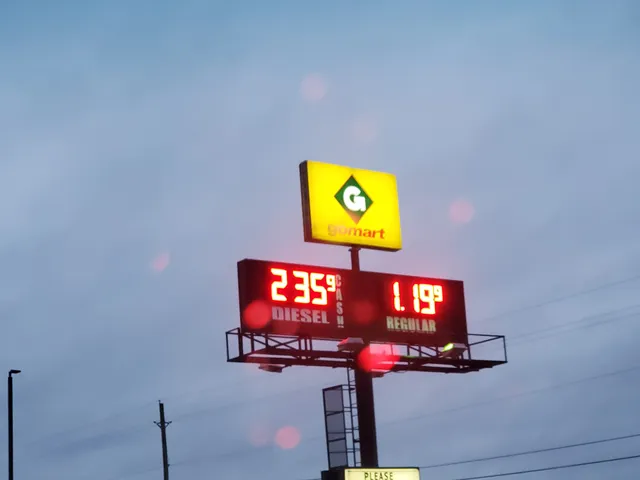 G
gomart
2.35⁹ CASH 1.19⁹
DIESEL REGULAR
PLEASE